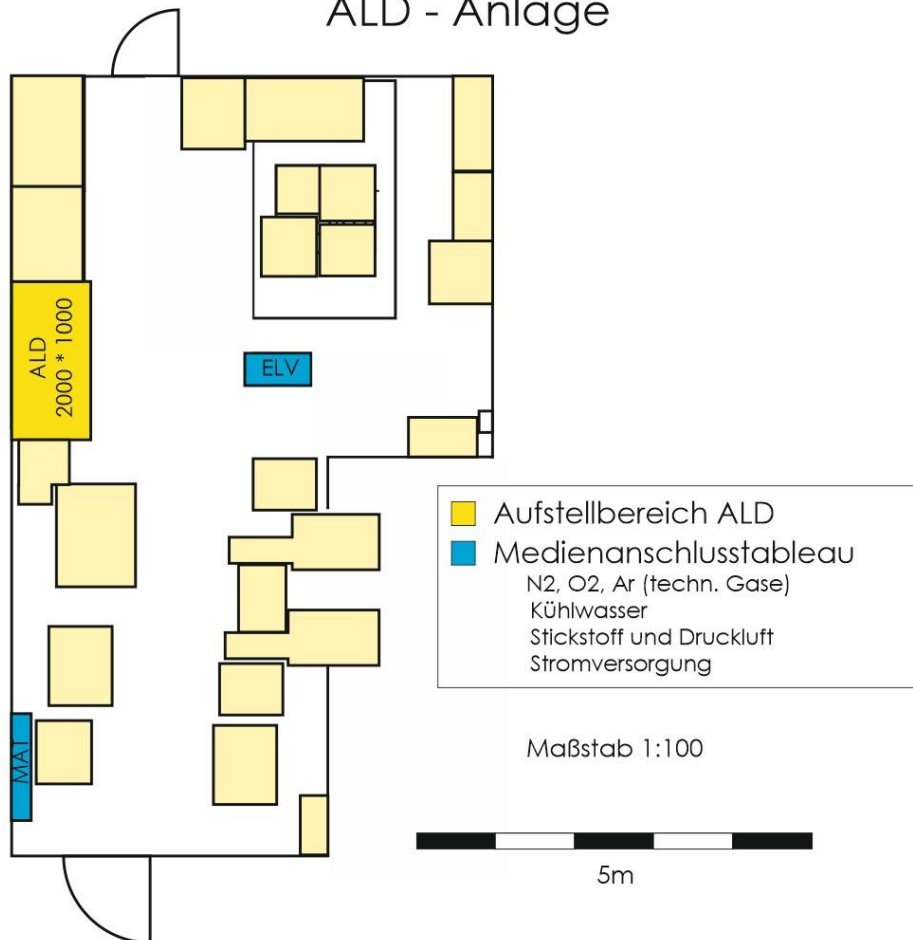 ALD - Anlage
ALD
2000 * 1000
ELV
MAT
Aufstellbereich ALD
Medienanschlusstableau
N2, O2, Ar (techn. Gase)
Kühlwasser
Stickstoff und Druckluft
Stromversorgung
Maßstab 1:100
5m